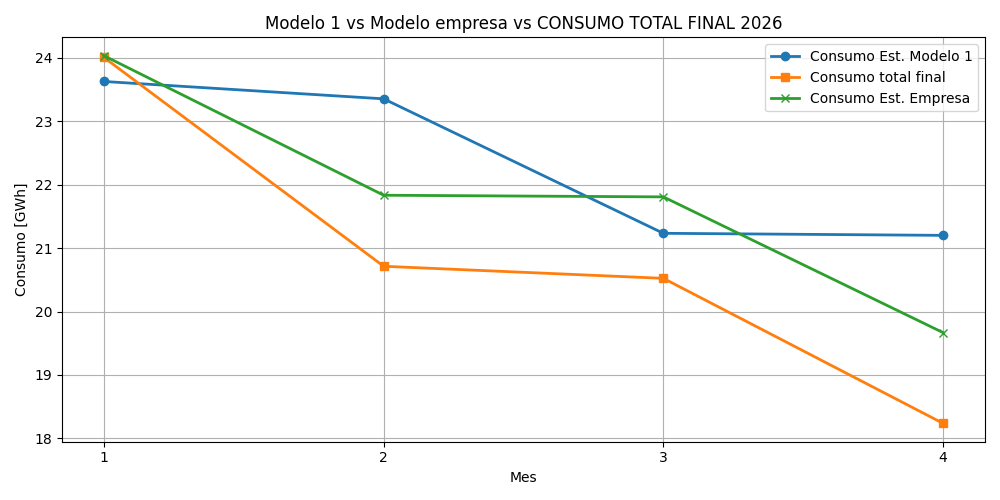 Modelo 1 vs Modelo empresa vs CONSUMO TOTAL FINAL 2026
Consumo Est. Modelo 1
Consumo total final
Consumo Est. Empresa
Consumo [GWh]
24
23
22
21
20
19
18
1 2 3 4
Mes